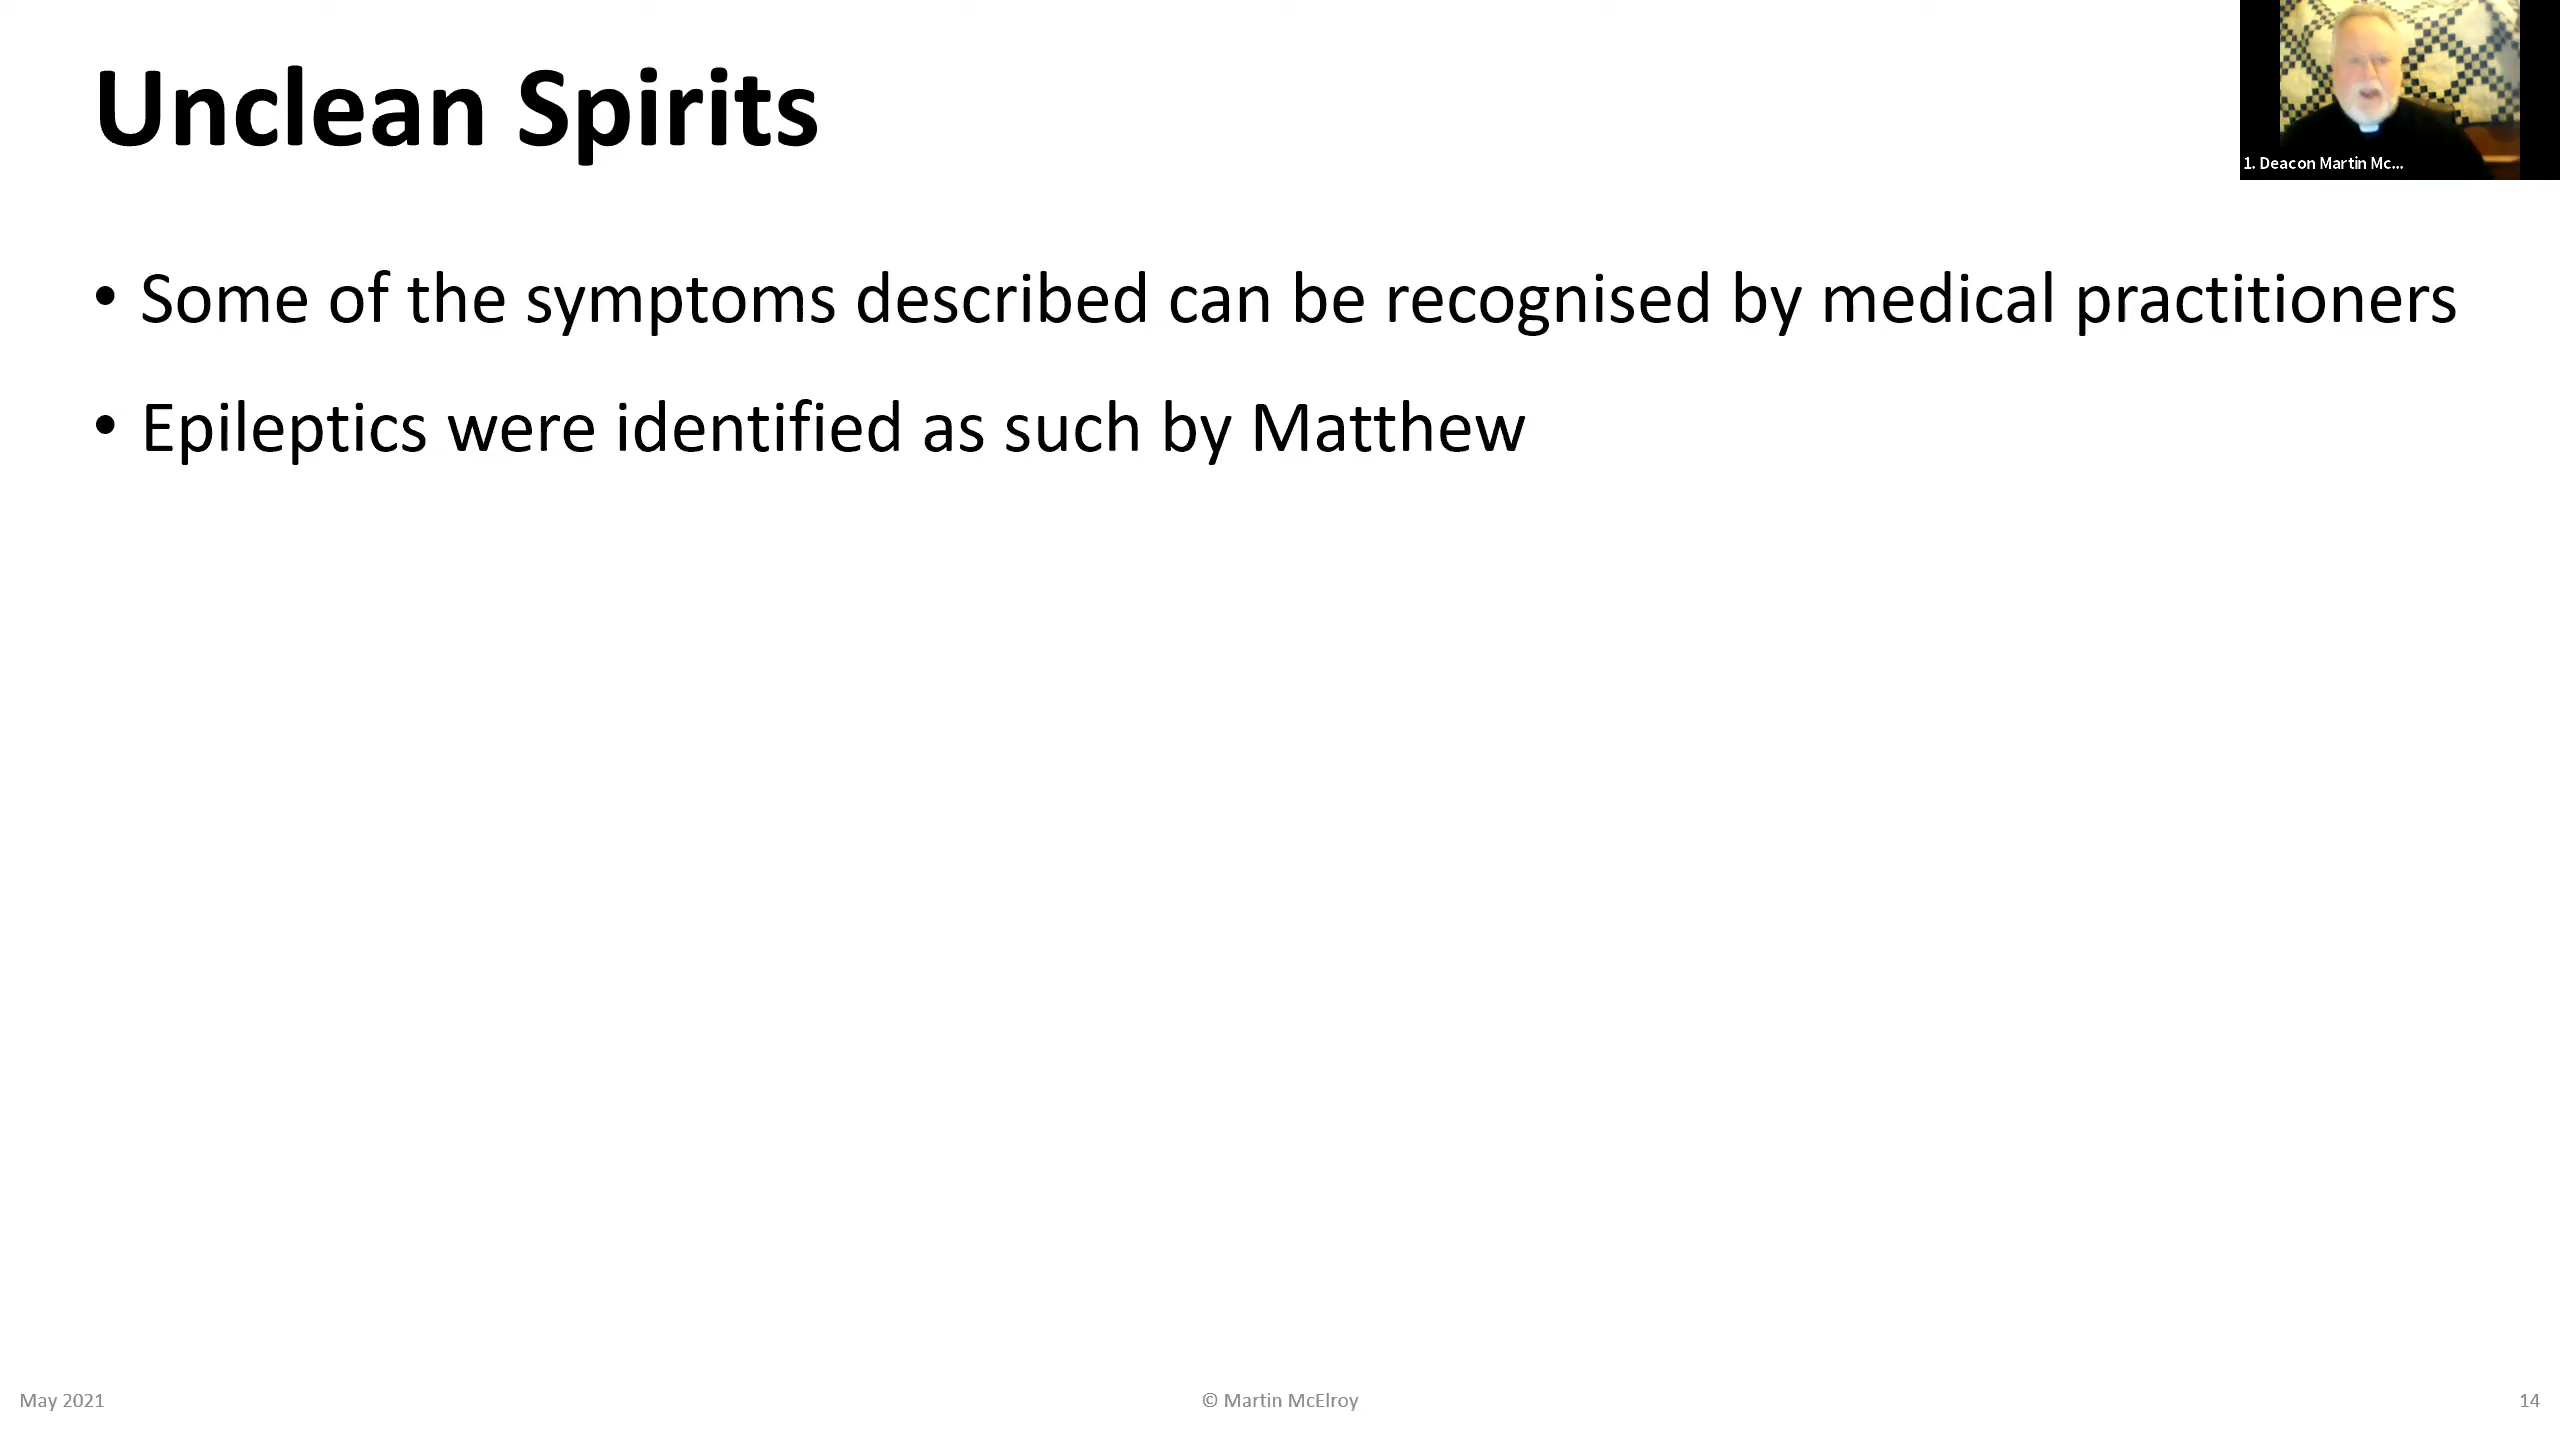 Unclean Spirits
1. Deacon Martin Mc...
• Some of the symptoms described can be recognised by medical practitioners
• Epileptics were identified as such by Matthew
May 2021
© Martin McElroy
14